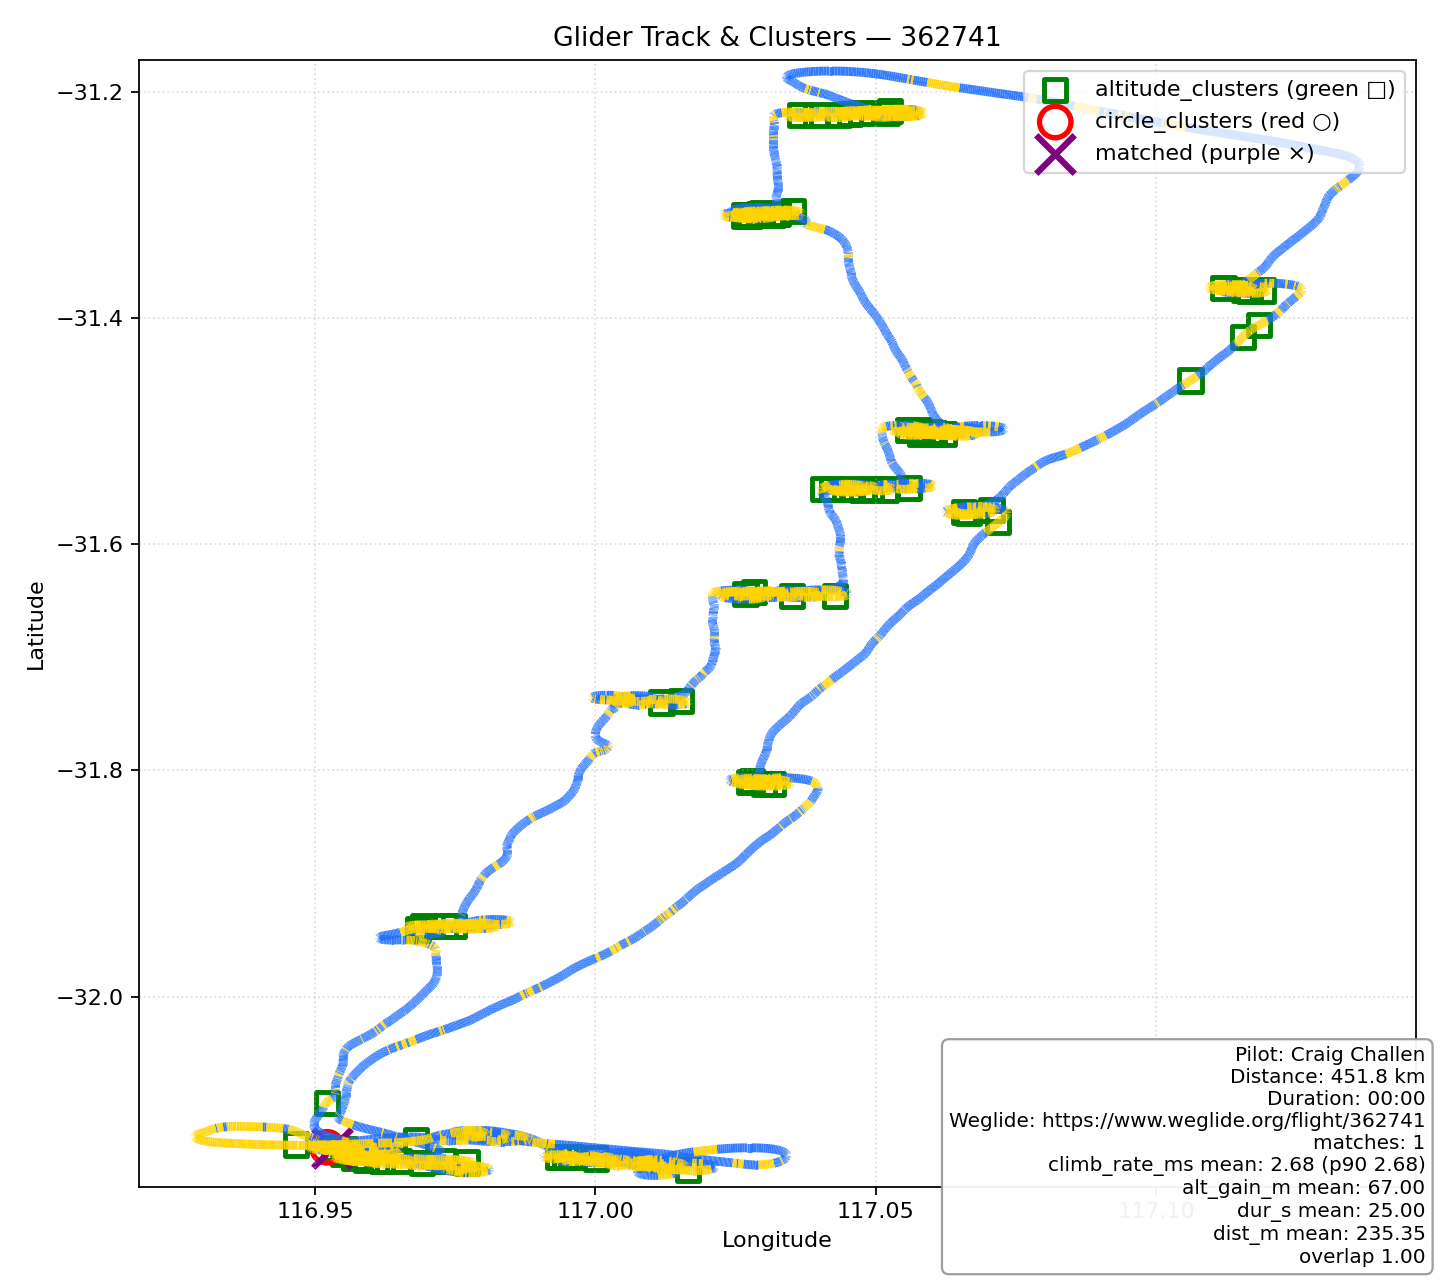 Glider Track & Clusters — 362741
altitude_clusters (green □)
circle_clusters (red ○)
matched (purple ×)
Latitude
−31.2
−31.4
−31.6
−31.8
−32.0
116.95
117.00
117.05
117.10
Longitude
Pilot: Craig Challen
Distance: 451.8 km
Duration: 00:00
Weglide: https://www.weglide.org/flight/362741
matches: 1
climb_rate_ms mean: 2.68 (p90 2.68)
alt_gain_m mean: 67.00
dur_s mean: 25.00
dist_m mean: 235.35
overlap 1.00